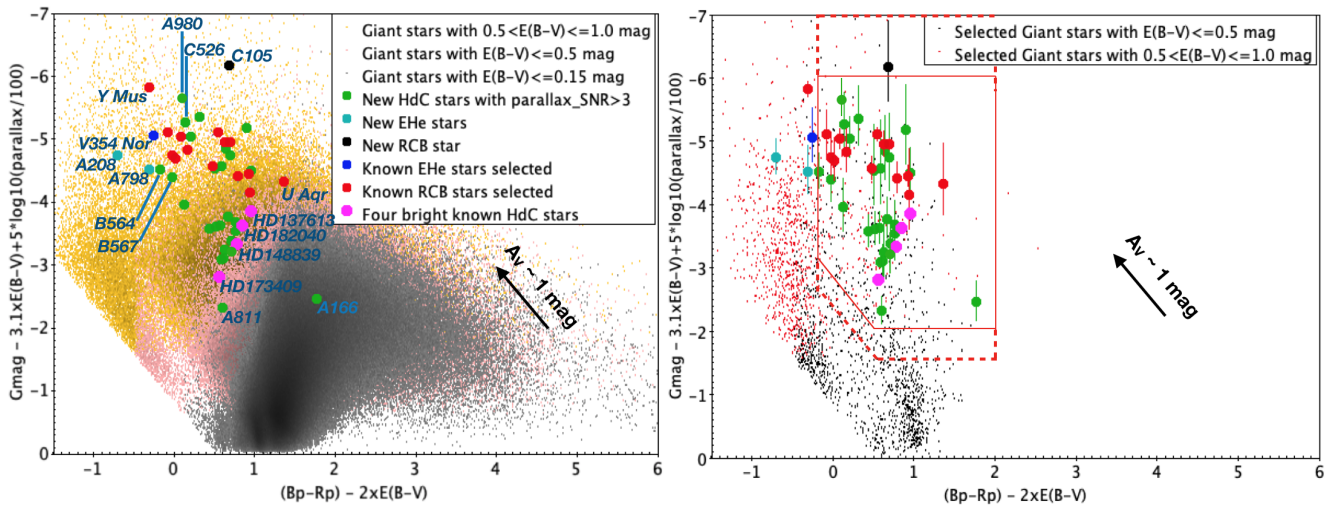 Giant stars with 0.5<E(B-V)<=1.0 mag
Giant stars with E(B-V)<=0.5 mag
Giant stars with E(B-V)<=0.15 mag
New HdC stars with parallax_SNR>3
New EHe stars
New RCB star
Known EHe stars selected
Known RCB stars selected
Four bright known HdC stars
A980
C526
C105
Y Mus
V354 Nor
A208
A798
B564
B567
U Aqr
HD137613
HD182040
HD148839
HD173409
A811
A166
Av ~ 1 mag
Gmag - 3.1xE(B-V)+5*log10(parallax/100)
-7
-6
-5
-4
-3
-2
-1
0
-1 0 1 2 3 4 5 6
(Bp-Rp) - 2xE(B-V)
Selected Giant stars with E(B-V)<=0.5 mag
Selected Giant stars with 0.5<E(B-V)<=1.0 mag
Av ~ 1 mag
Gmag - 3.1xE(B-V)+5*log10(parallax/100)
-7
-6
-5
-4
-3
-2
-1
0
-1 0 1 2 3 4 5 6
(Bp-Rp) - 2xE(B-V)